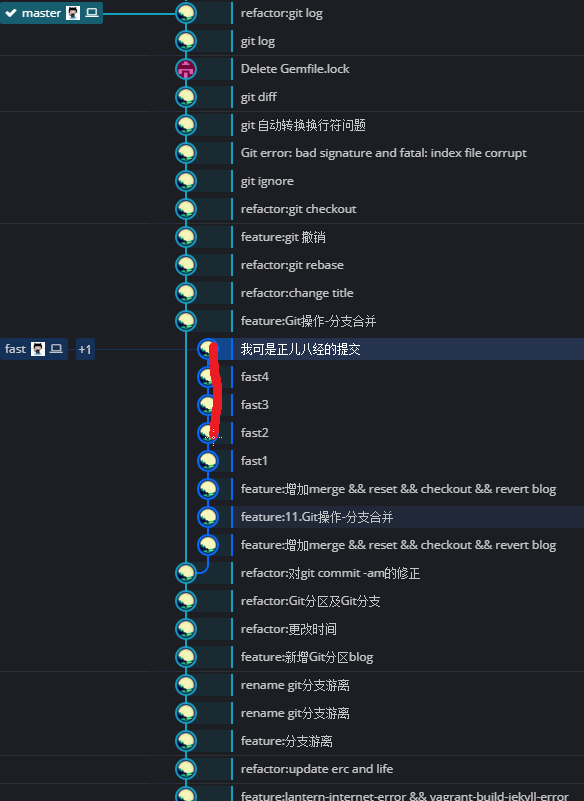 master refactor:git log
git log
Delete Gemfile.lock
git diff
git 自动转换换行符问题
Git error: bad signature and fatal: index file corrupt
git ignore
refactor:git checkout
feature:git 撤销
refactor:git rebase
refactor:change title
feature:Git操作-分支合并
fast +1 我可是正儿八经的提交
fast4
fast3
fast2
fast1
feature:增加merge && reset && checkout && revert blog
feature:11.Git操作-分支合并
feature:增加merge && reset && checkout && revert blog
refactor:对git commit -am的修正
refactor:Git分区及Git分支
refactor:更改时间
feature:新增Git分区blog
rename git分支游离
rename git分支游离
feature:分支游离
refactor:update erc and life
feature:lantern-internet-error && vagrant-build-jekyll-error